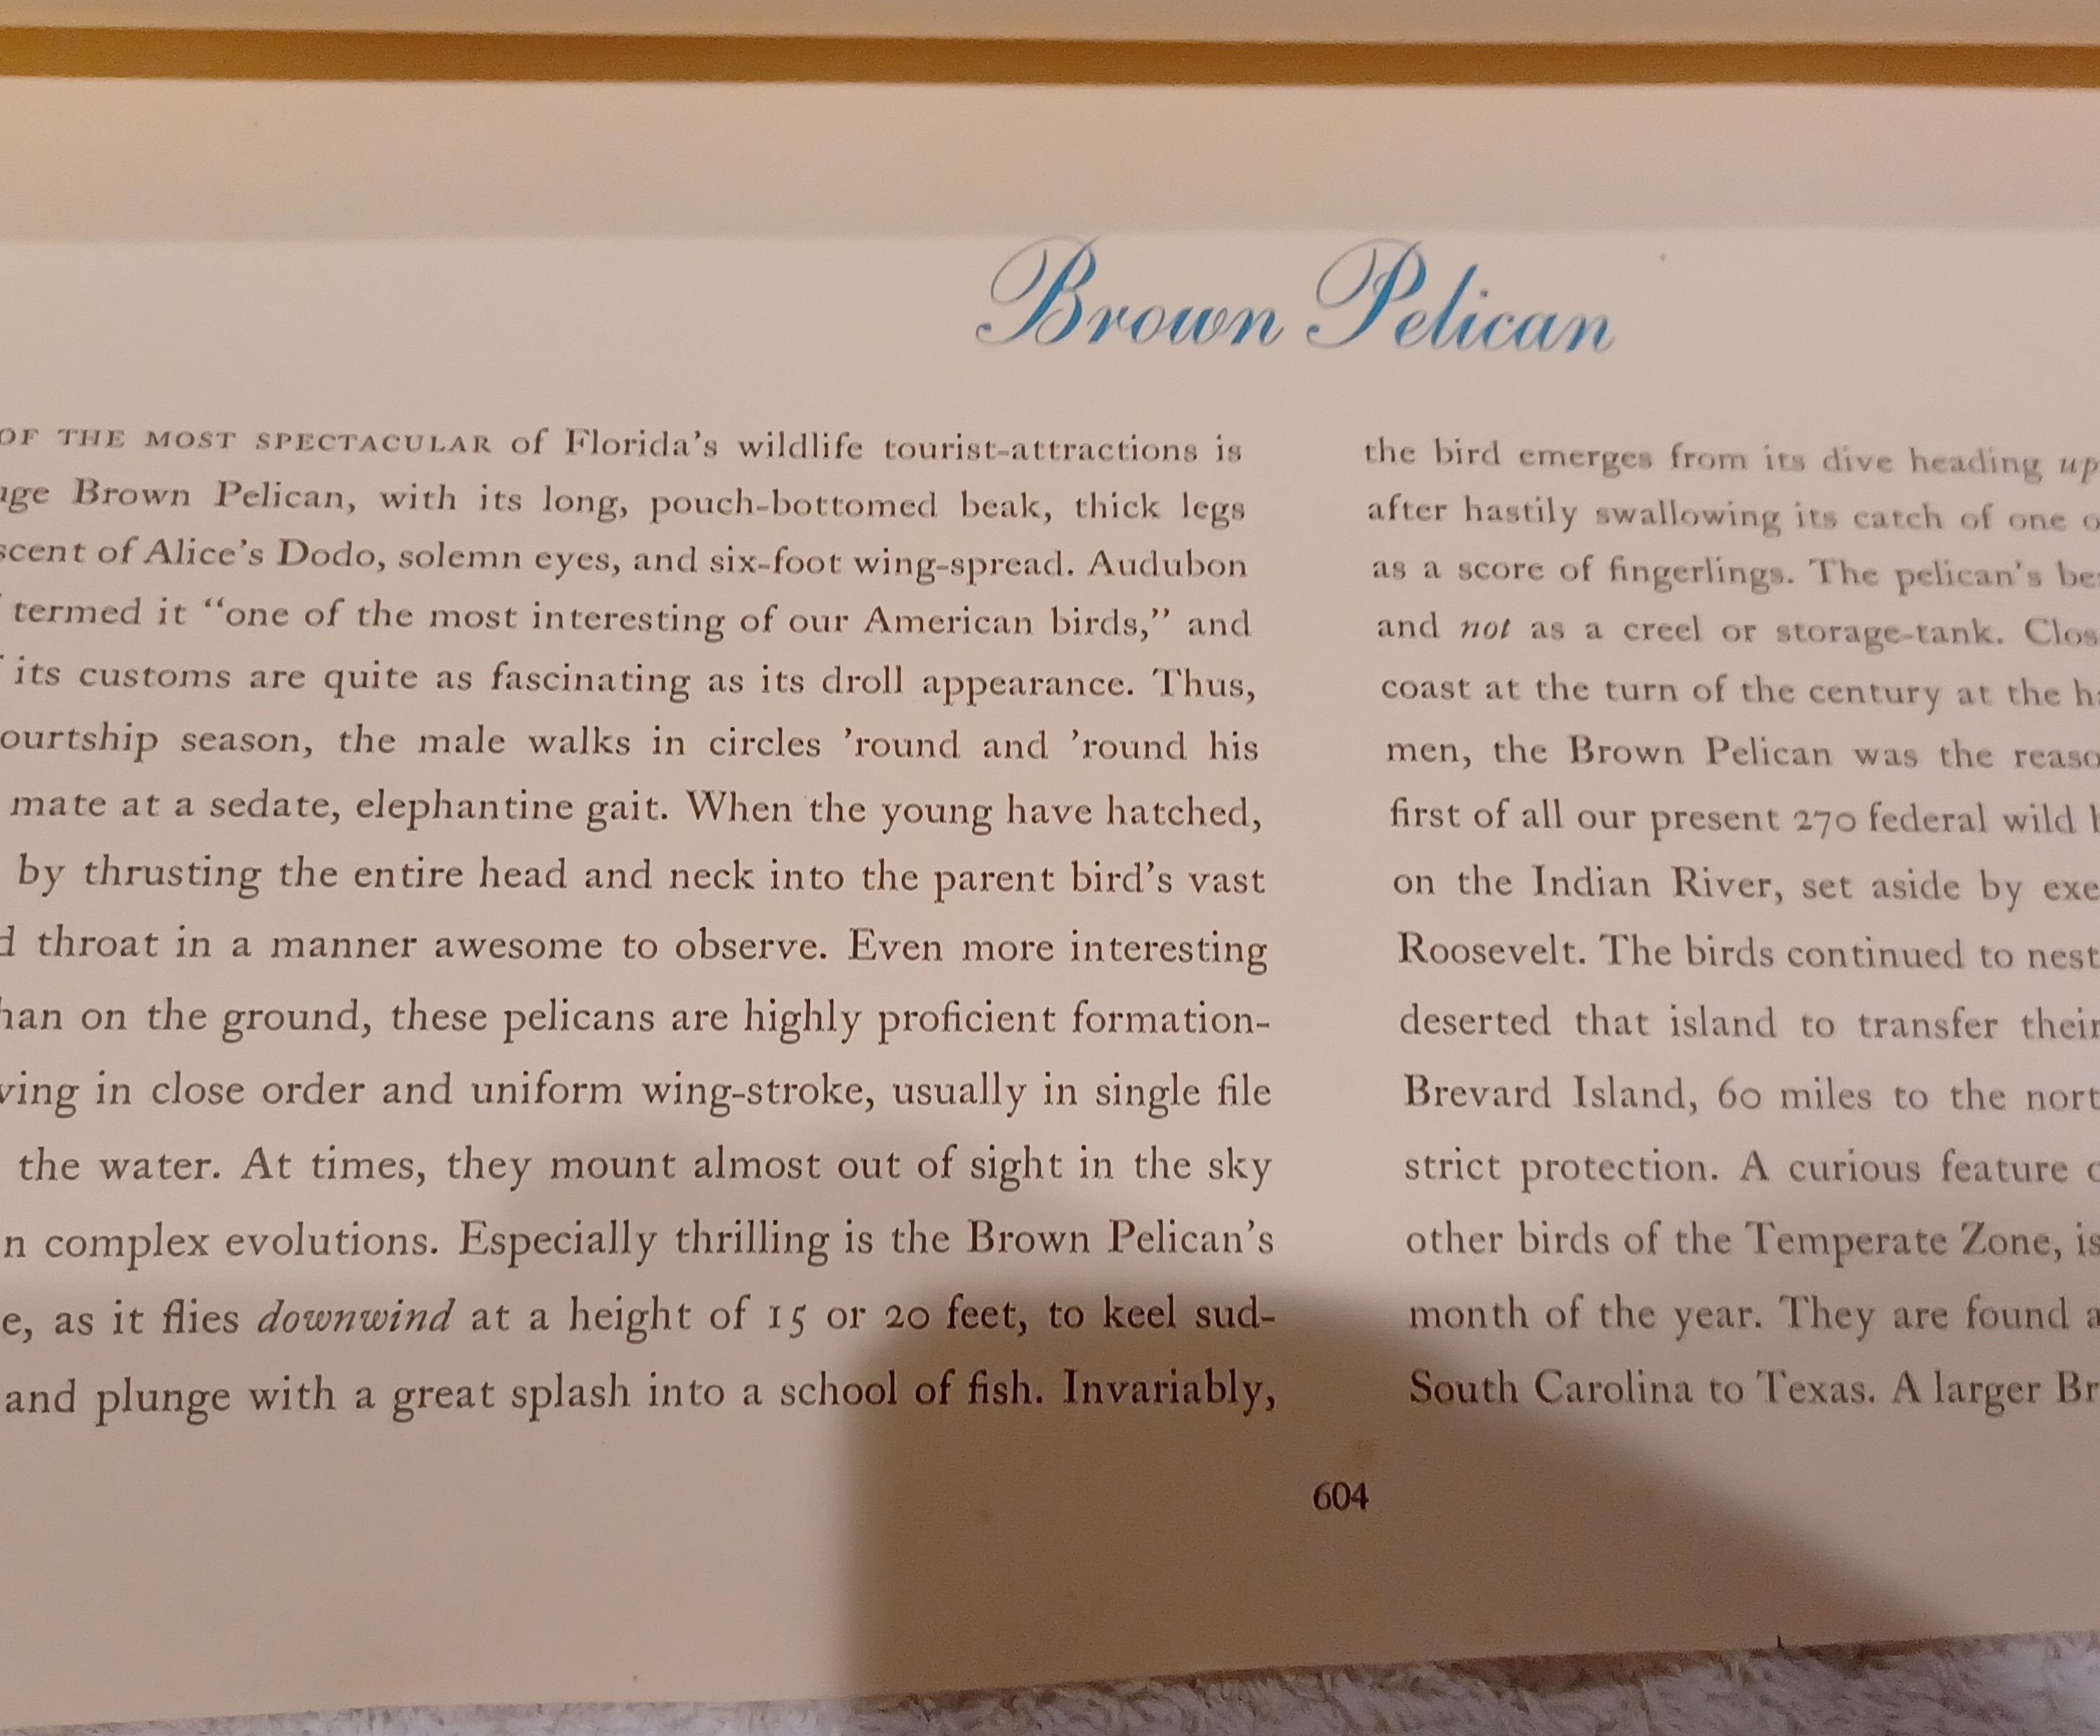 Brown Pelican
OF THE MOST SPECTACULAR of Florida's wildlife tourist-attractions is
Brown Pelican, with its long, pouch-bottomed beak, thick legs
of Alice's Dodo, solemn eyes, and six-foot wing-spread. Audubon
termed it “one of the most interesting of our American birds,” and
its customs are quite as fascinating as its droll appearance. Thus,
season, the male walks in circles 'round and 'round his
mate at a sedate, elephantine gait. When the young have hatched,
by thrusting the entire head and neck into the parent bird's vast
throat in a manner awesome to observe. Even more interesting
on the ground, these pelicans are highly proficient formation-
in close order and uniform wing-stroke, usually in single file
the water. At times, they mount almost out of sight in the sky
complex evolutions. Especially thrilling is the Brown Pelican's
as it flies downwind at a height of 15 or 20 feet, to keel sud-
and plunge with a great splash into a school of fish. Invariably,
the bird emerges from its dive heading
after hastily swallowing its catch of one
as a score of fingerlings. The pelican's
and not as a creel or storage-tank.
coast at the turn of the century at the
men, the Brown Pelican was the
first of all our present 270 federal wild
on the Indian River, set aside by
Roosevelt. The birds continued to nest
deserted that island to transfer their
Brevard Island, 60 miles to the
strict protection. A curious feature
other birds of the Temperate Zone, is
month of the year. They are found
South Carolina to Texas. A larger
604